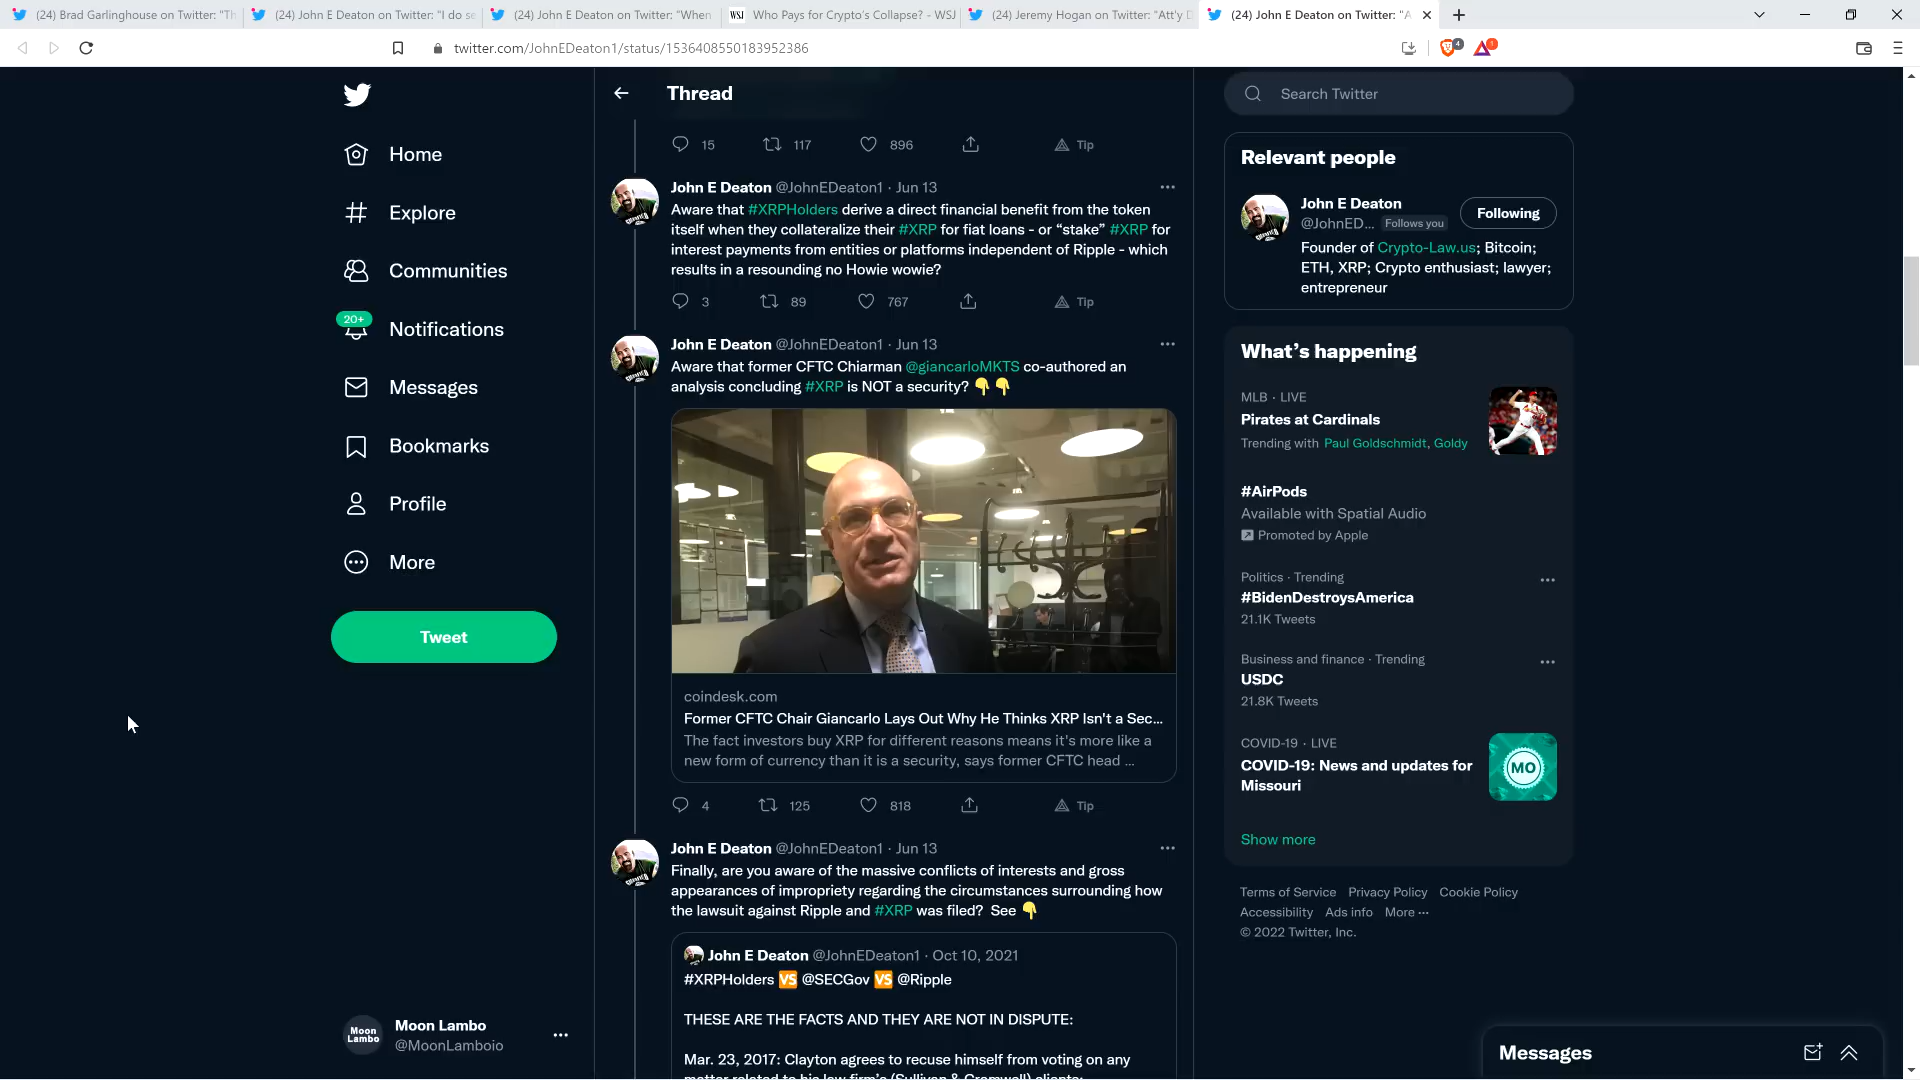 (24) Brad Garlinghouse on Twitter: "Th
(24) John E Deaton on Twitter: "I do se
(24) John E Deaton on Twitter: "When
WSJ Who Pays for Crypto's Collapse? - WSJ
(24) Jeremy Hogan on Twitter: "Att'y D
(24) John E Deaton on Twitter: "A
twitter.com/JohnEDeaton1/status/1536408550183952386
4
1
Home
Explore
Communities
20+
Notifications
Messages
Bookmarks
Profile
More
Tweet
Moon Lambo
Moon Lambo
@MoonLamboio
Thread
15 117 896 Tip
John E Deaton @JohnEDeaton1 · Jun 13
Aware that #XRPHolders derive a direct financial benefit from the token
itself when they collateralize their #XRP for fiat loans - or “stake” #XRP for
interest payments from entities or platforms independent of Ripple - which
results in a resounding no Howie wowie?
3 89 767 Tip
John E Deaton @JohnEDeaton1 · Jun 13
Aware that former CFTC Chiarman @giancarloMKTS co-authored an
analysis concluding #XRP is NOT a security? 👇👇
coindesk.com
Former CFTC Chair Giancarlo Lays Out Why He Thinks XRP Isn't a Sec...
The fact investors buy XRP for different reasons means it's more like a
new form of currency than it is a security, says former CFTC head ...
4 125 818 Tip
John E Deaton @JohnEDeaton1 · Jun 13
Finally, are you aware of the massive conflicts of interests and gross
appearances of impropriety regarding the circumstances surrounding how
the lawsuit against Ripple and #XRP was filed? See 👇
John E Deaton @JohnEDeaton1 · Oct 10, 2021
#XRPHolders 🆚 @SECGov 🆚 @Ripple
THESE ARE THE FACTS AND THEY ARE NOT IN DISPUTE:
Mar. 23, 2017: Clayton agrees to recuse himself from voting on any
matter related to his law firm's (Sullivan & Cromwell) clients;
Search Twitter
Relevant people
John E Deaton
@JohnED... Follows you
Following
Founder of Crypto-Law.us; Bitcoin;
ETH, XRP; Crypto enthusiast; lawyer;
entrepreneur
What's happening
MLB · LIVE
Pirates at Cardinals
Trending with Paul Goldschmidt, Goldy
#AirPods
Available with Spatial Audio
Promoted by Apple
Politics · Trending
#BidenDestroysAmerica
21.1K Tweets
Business and finance · Trending
USDC
21.8K Tweets
COVID-19 · LIVE
COVID-19: News and updates for
Missouri
MO
Show more
Terms of Service Privacy Policy Cookie Policy
Accessibility Ads info More ···
© 2022 Twitter, Inc.
Messages